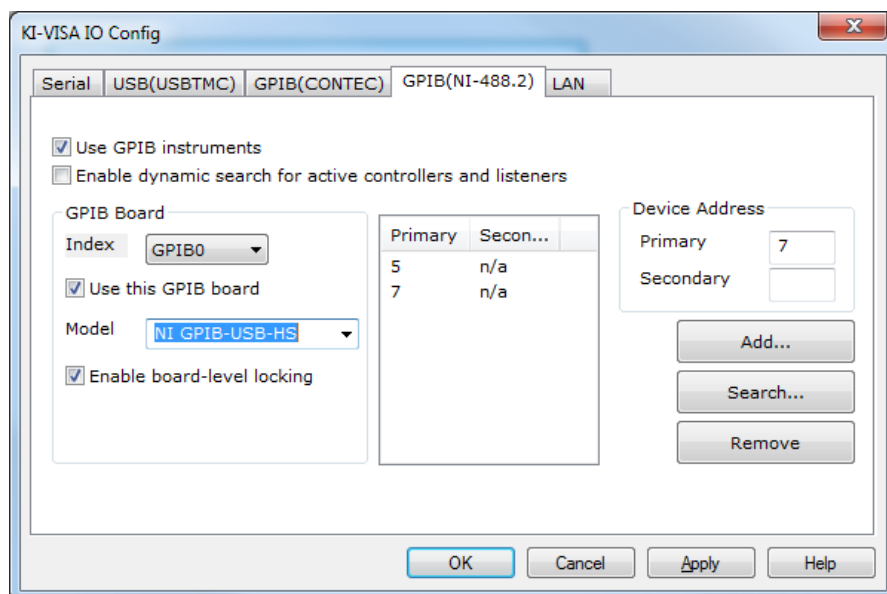 KI-VISA IO Config
Serial USB(USBTMC) GPIB(CONTEC) GPIB(NI-488.2) LAN
Use GPIB instruments
Enable dynamic search for active controllers and listeners
GPIB Board
Index GPIB0
Use this GPIB board
Model NI GPIB-USB-HS
Enable board-level locking
Primary Secon...
5 n/a
7 n/a
Device Address
Primary 7
Secondary
Add...
Search...
Remove
OK Cancel Apply Help